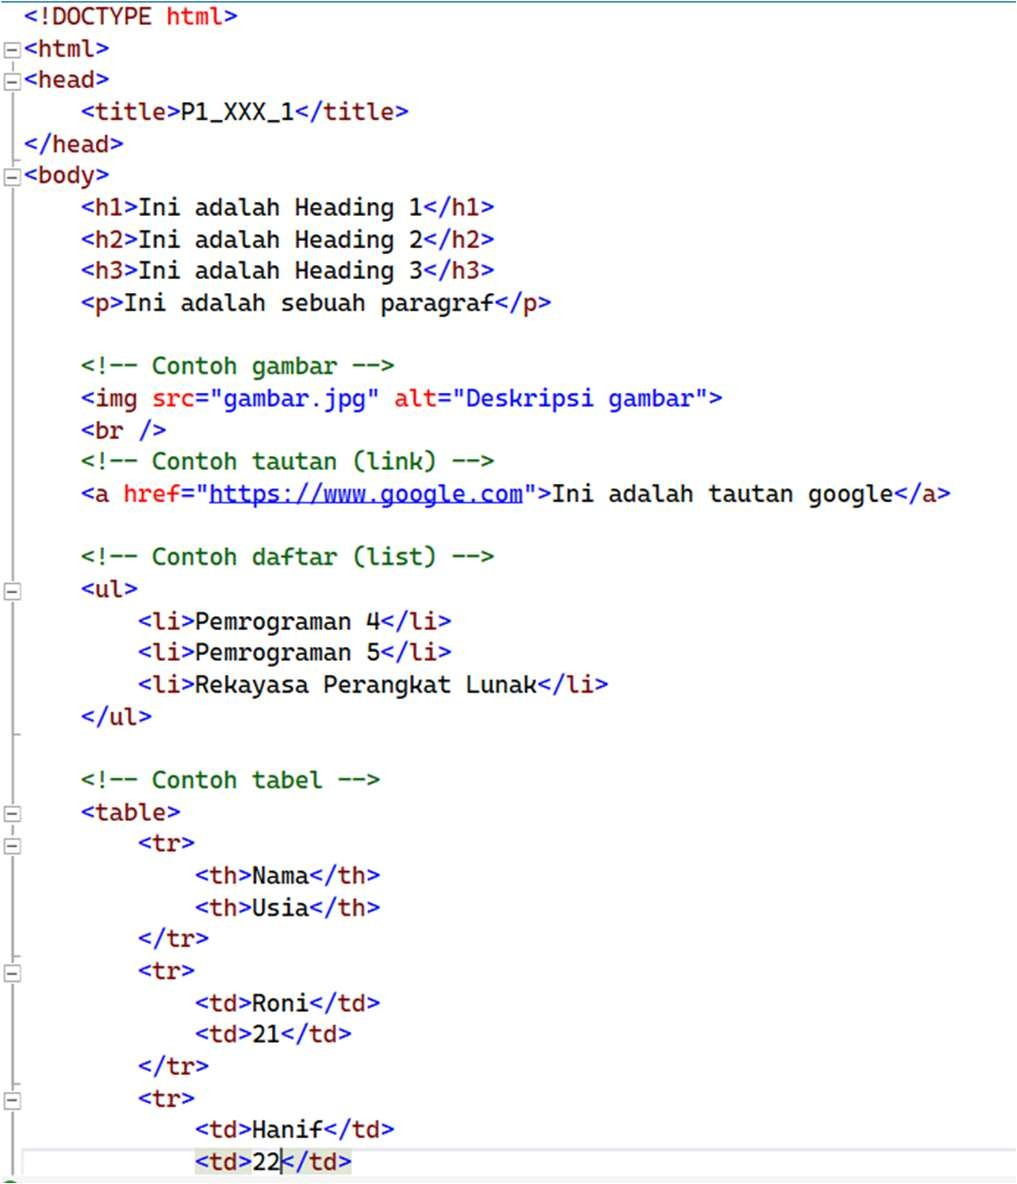 <!DOCTYPE html>
<html>
<head>
    <title>P1_XXX_1</title>
</head>
<body>
    <h1>Ini adalah Heading 1</h1>
    <h2>Ini adalah Heading 2</h2>
    <h3>Ini adalah Heading 3</h3>
    <p>Ini adalah sebuah paragraf</p>

    <!-- Contoh gambar -->
    <img src="gambar.jpg" alt="Deskripsi gambar">
    <br />
    <!-- Contoh tautan (link) -->
    <a href="https://www.google.com">Ini adalah tautan google</a>

    <!-- Contoh daftar (list) -->
    <ul>
        <li>Pemrograman 4</li>
        <li>Pemrograman 5</li>
        <li>Rekayasa Perangkat Lunak</li>
    </ul>

    <!-- Contoh tabel -->
    <table>
        <tr>
            <th>Nama</th>
            <th>Usia</th>
        </tr>
        <tr>
            <td>Roni</td>
            <td>21</td>
        </tr>
        <tr>
            <td>Hanif</td>
            <td>22</td>